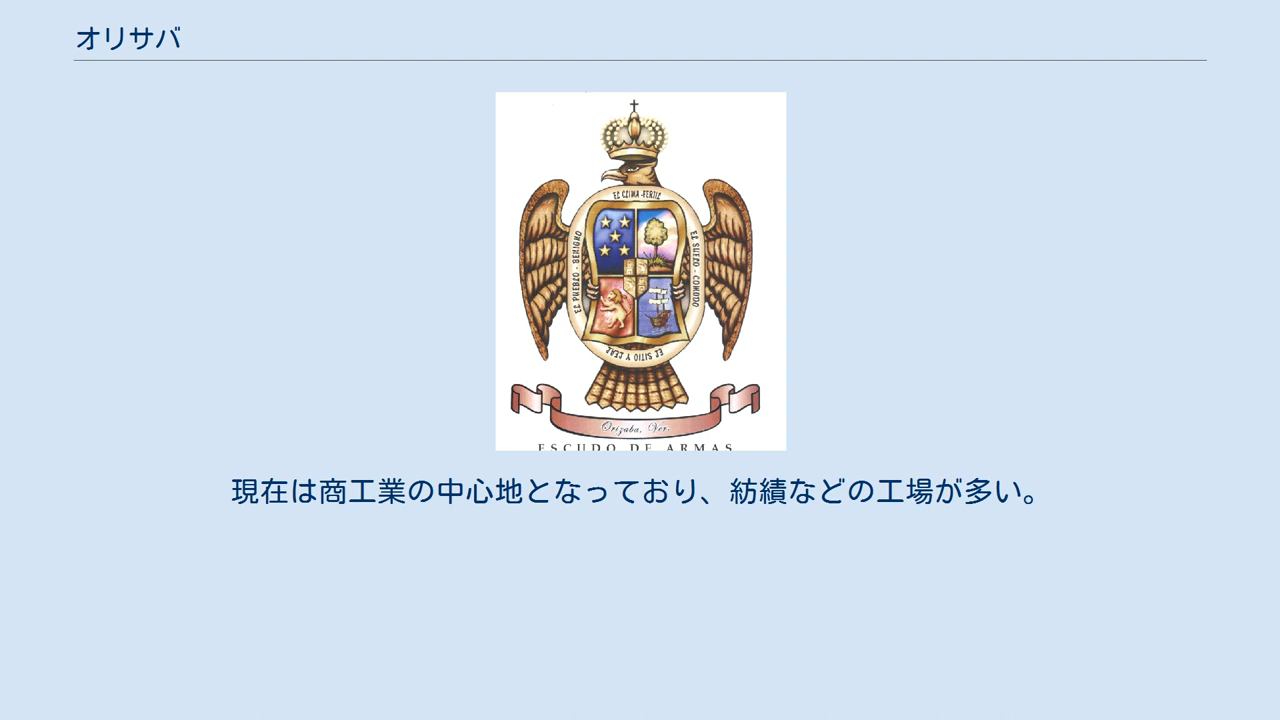 オリサバ
EL CLIMA - FERTIL
EL PUEBLO - BENIGNO
EL SUELO - COMODO
EL SITIO Y LEAL
Orizaba, Ver.
ESCUDO DE ARMAS
現在は商工業の中心地となっており、紡績などの工場が多い。